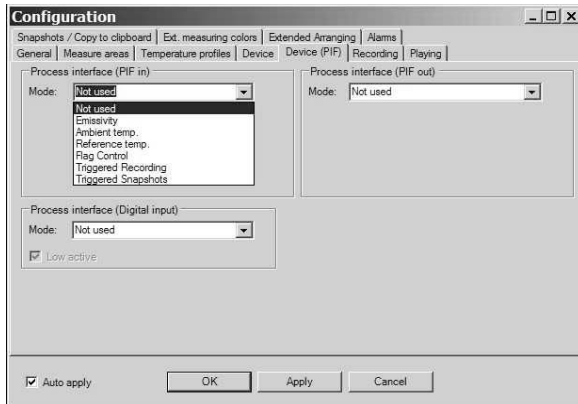 Configuration
Snapshots / Copy to clipboard Ext. measuring colors Extended Arranging Alarms
General Measure areas Temperature profiles Device Device (PIF) Recording Playing
Process interface (PIF in)
Mode: Not used
Not used
Emissivity
Ambient temp.
Reference temp.
Flag Control
Triggered Recording
Triggered Snapshots
Process interface (PIF out)
Mode: Not used
Process interface (Digital input)
Mode: Not used
Low active
Auto apply OK Apply Cancel